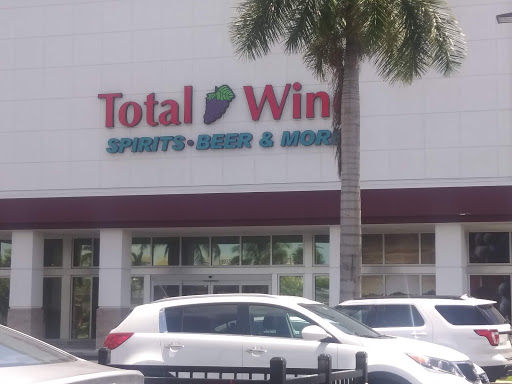 Total Win
SPIRITS • BEER & MOR